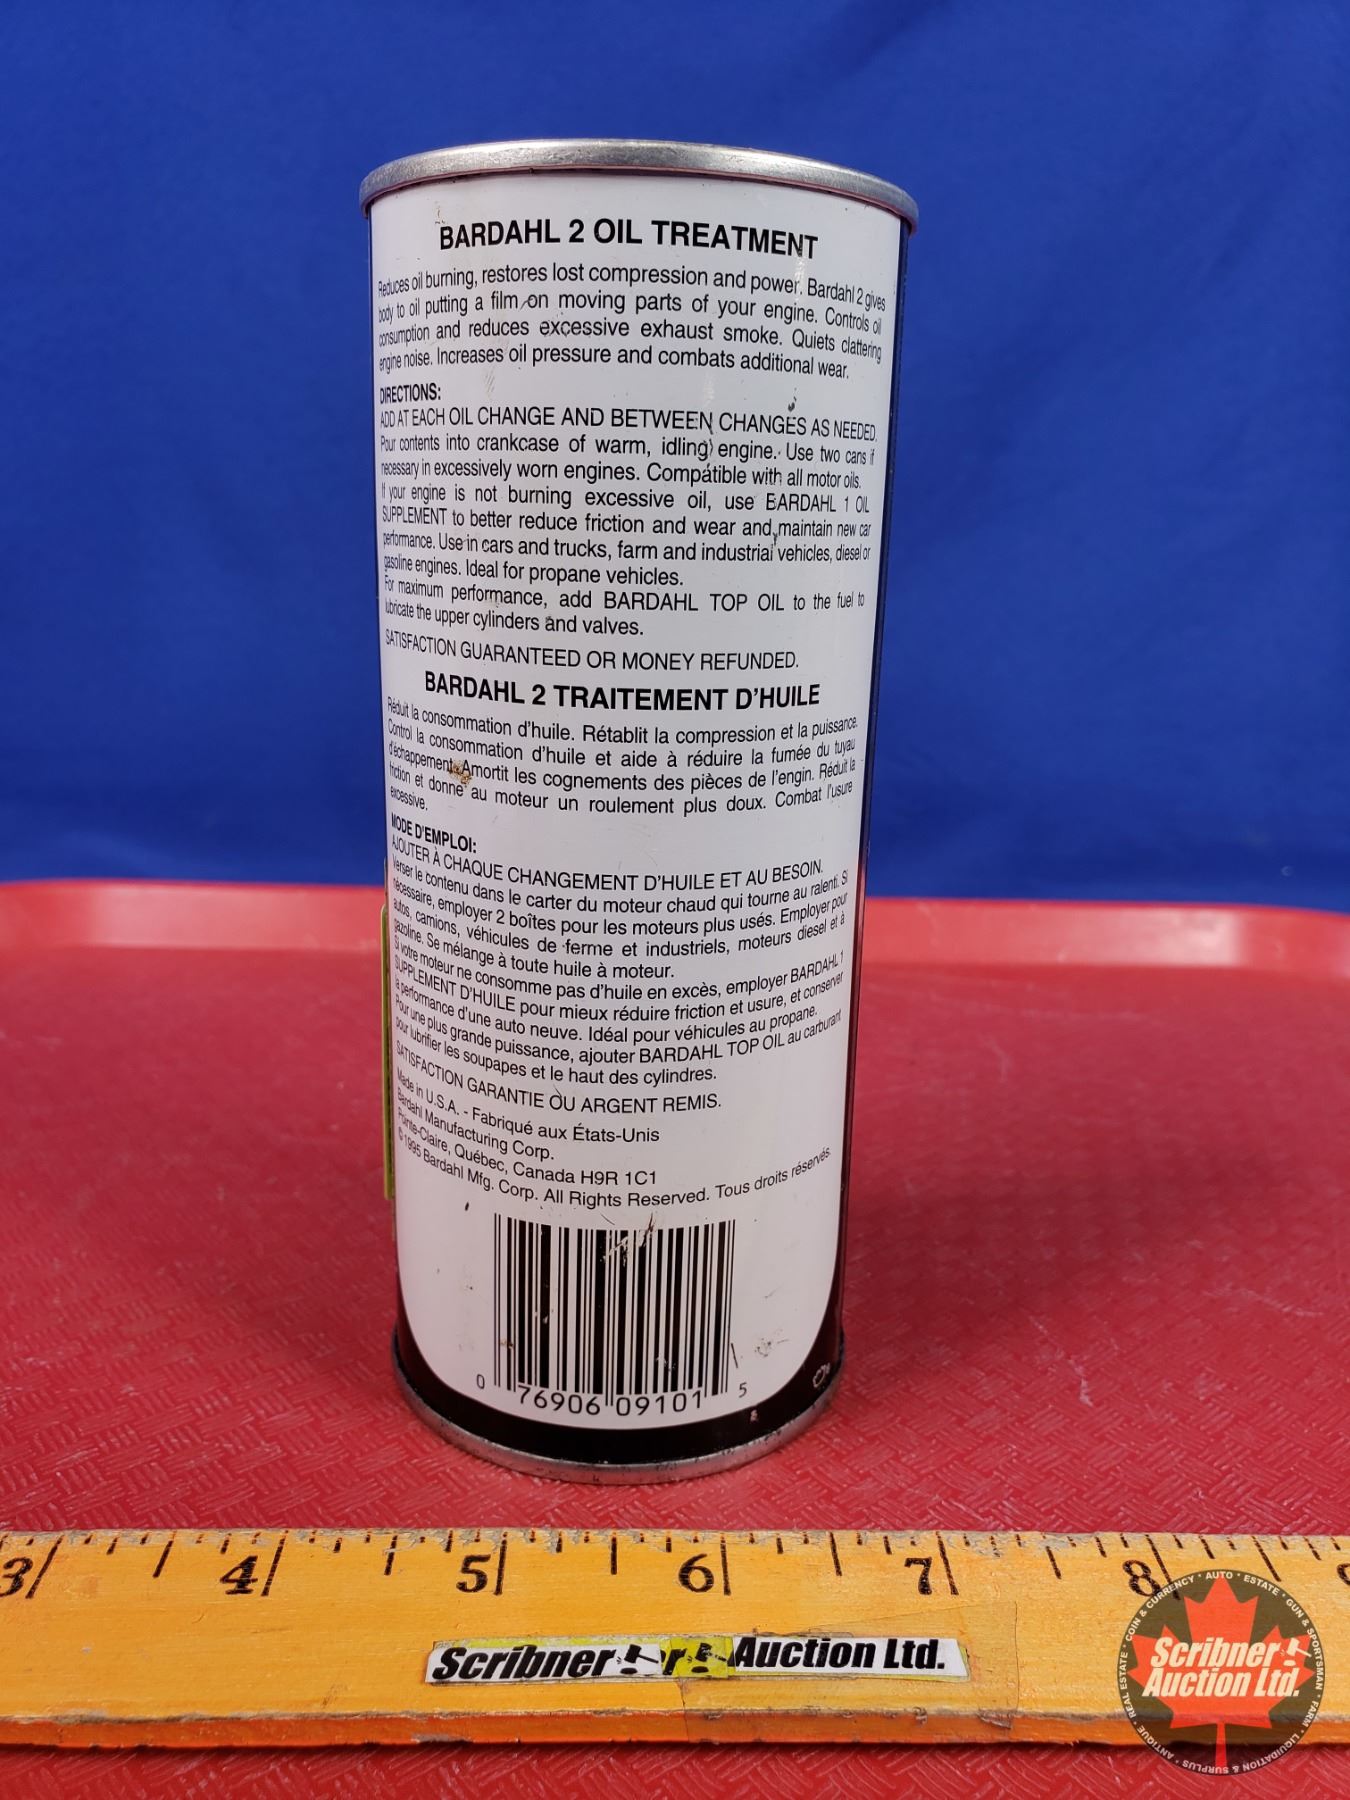 BARDAHL 2 OIL TREATMENT
Reduces oil burning, restores lost compression and power. Bardahl 2 gives
body to oil putting a film on moving parts of your engine. Controls oil
consumption and reduces excessive exhaust smoke. Quiets clattering
engine noise. Increases oil pressure and combats additional wear.
DIRECTIONS:
ADD AT EACH OIL CHANGE AND BETWEEN CHANGES AS NEEDED.
Pour contents into crankcase of warm, idling engine. Use two cans if
necessary in excessively worn engines. Compatible with all motor oils.
If your engine is not burning excessive oil, use BARDAHL 1 OIL
SUPPLEMENT to better reduce friction and wear and maintain new car
performance. Use in cars and trucks, farm and industrial vehicles, diesel or
gasoline engines. Ideal for propane vehicles.
For maximum performance, add BARDAHL TOP OIL to the fuel to
lubricate the upper cylinders and valves.
SATISFACTION GUARANTEED OR MONEY REFUNDED.
BARDAHL 2 TRAITEMENT D'HUILE
Réduit la consommation d'huile. Rétablit la compression et la puissance.
Control la consommation d'huile et aide à réduire la fumée du tuyau
d'échappement. Amortit les cognements des pièces de l'engin. Réduit la
friction et donne au moteur un roulement plus doux. Combat l'usure
excessive.
MODE D'EMPLOI:
AJOUTER À CHAQUE CHANGEMENT D'HUILE ET AU BESOIN.
Verser le contenu dans le carter du moteur chaud qui tourne au ralenti. Si
nécessaire, employer 2 boîtes pour les moteurs plus usés. Employer pour
autos, camions, véhicules de ferme et industriels, moteurs diesel et à
gazoline. Se mélange à toute huile à moteur.
Si votre moteur ne consomme pas d'huile en excès, employer BARDAHL 1
SUPPLEMENT D'HUILE pour mieux réduire friction et usure, et conserver
la performance d'une auto neuve. Idéal pour véhicules au propane.
Pour une plus grande puissance, ajouter BARDAHL TOP OIL au carburant
pour lubrifier les soupapes et le haut des cylindres.
SATISFACTION GARANTIE OU ARGENT REMIS.
Made in U.S.A. - Fabriqué aux États-Unis
Bardahl Manufacturing Corp.
Pointe-Claire, Québec, Canada H9R 1C1
©1995 Bardahl Mfg. Corp. All Rights Reserved. Tous droits réservés.
0 76906 09101 5
3 4 5 6 7 8
Scribner Auction Ltd.
REAL ESTATE • COIN & CURRENCY • AUTO • ESTATE • GUN & SPORTSMAN • FARM • LIQUIDATION & SURPLUS • ANTIQUE
Scribner
Auction Ltd.